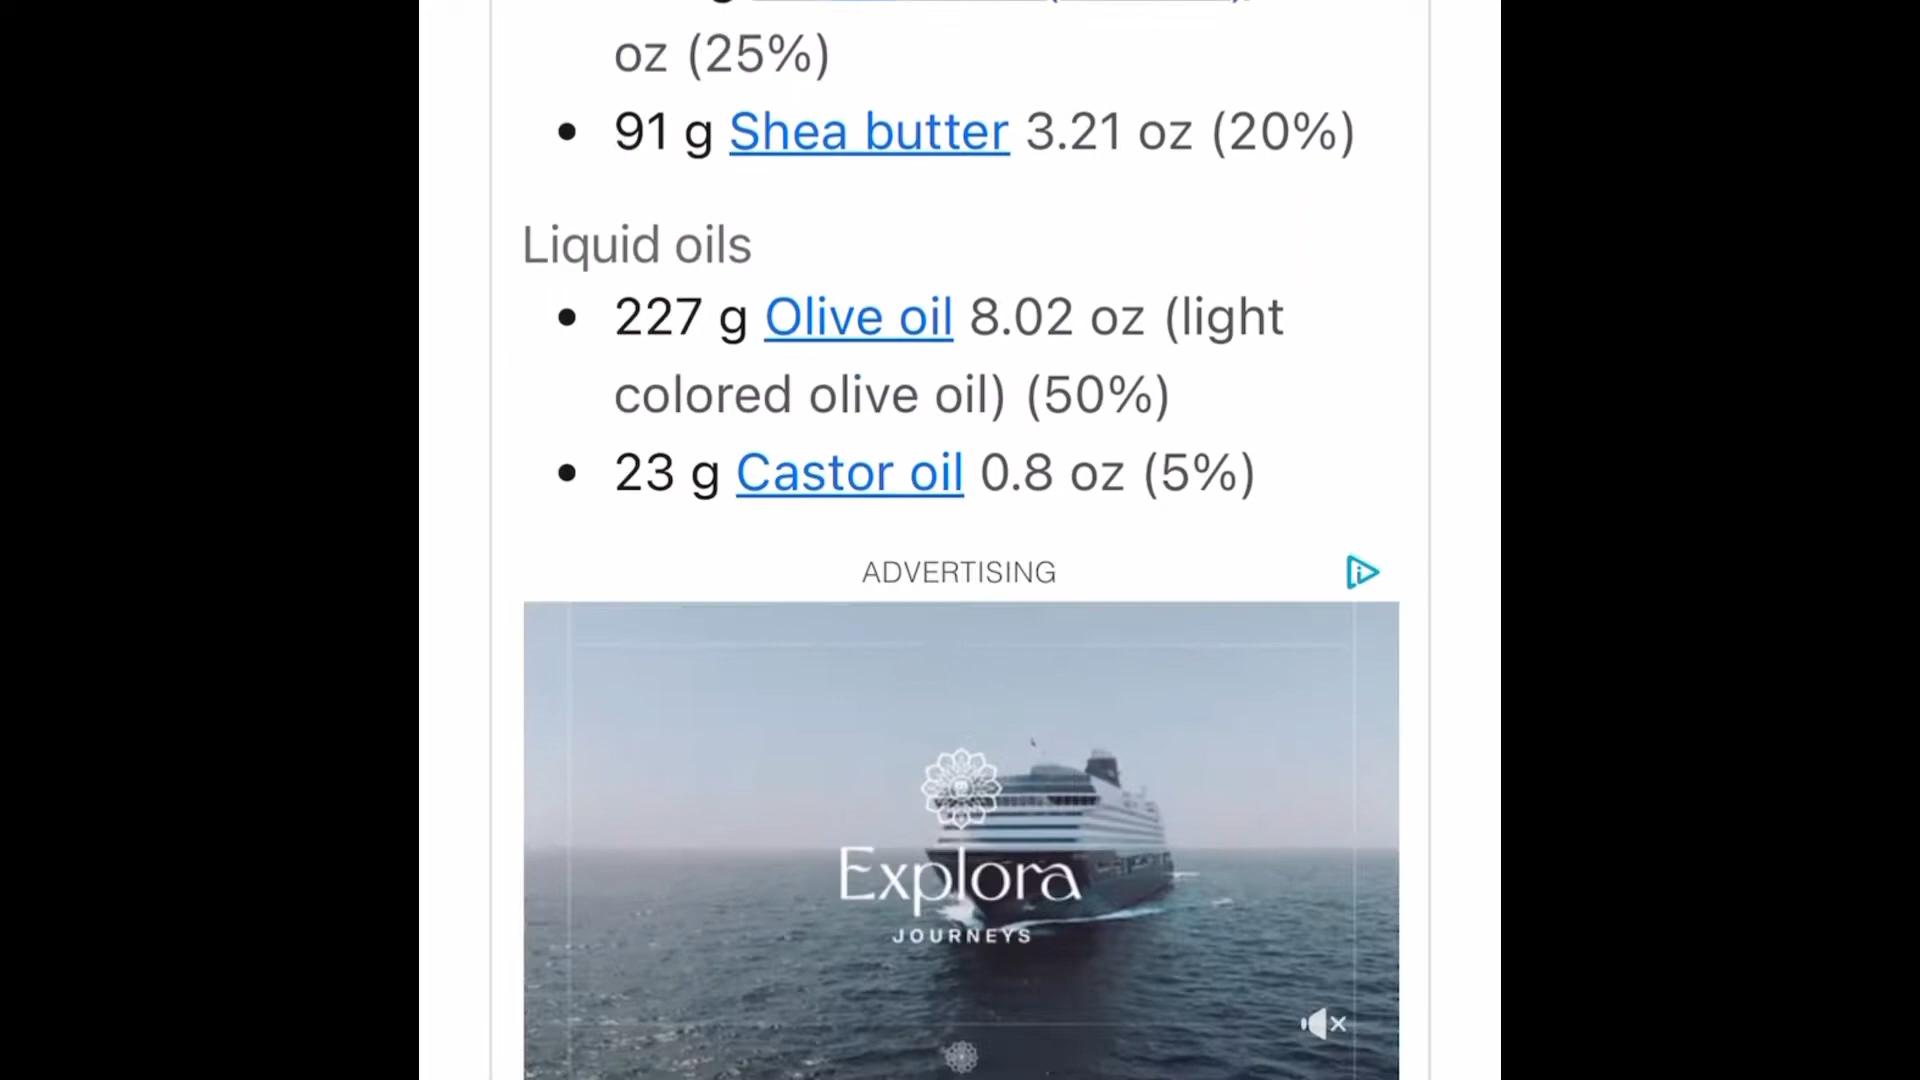 oz (25%)
• 91 g Shea butter 3.21 oz (20%)
Liquid oils
• 227 g Olive oil 8.02 oz (light
colored olive oil) (50%)
• 23 g Castor oil 0.8 oz (5%)
ADVERTISING
Explora
JOURNEYS